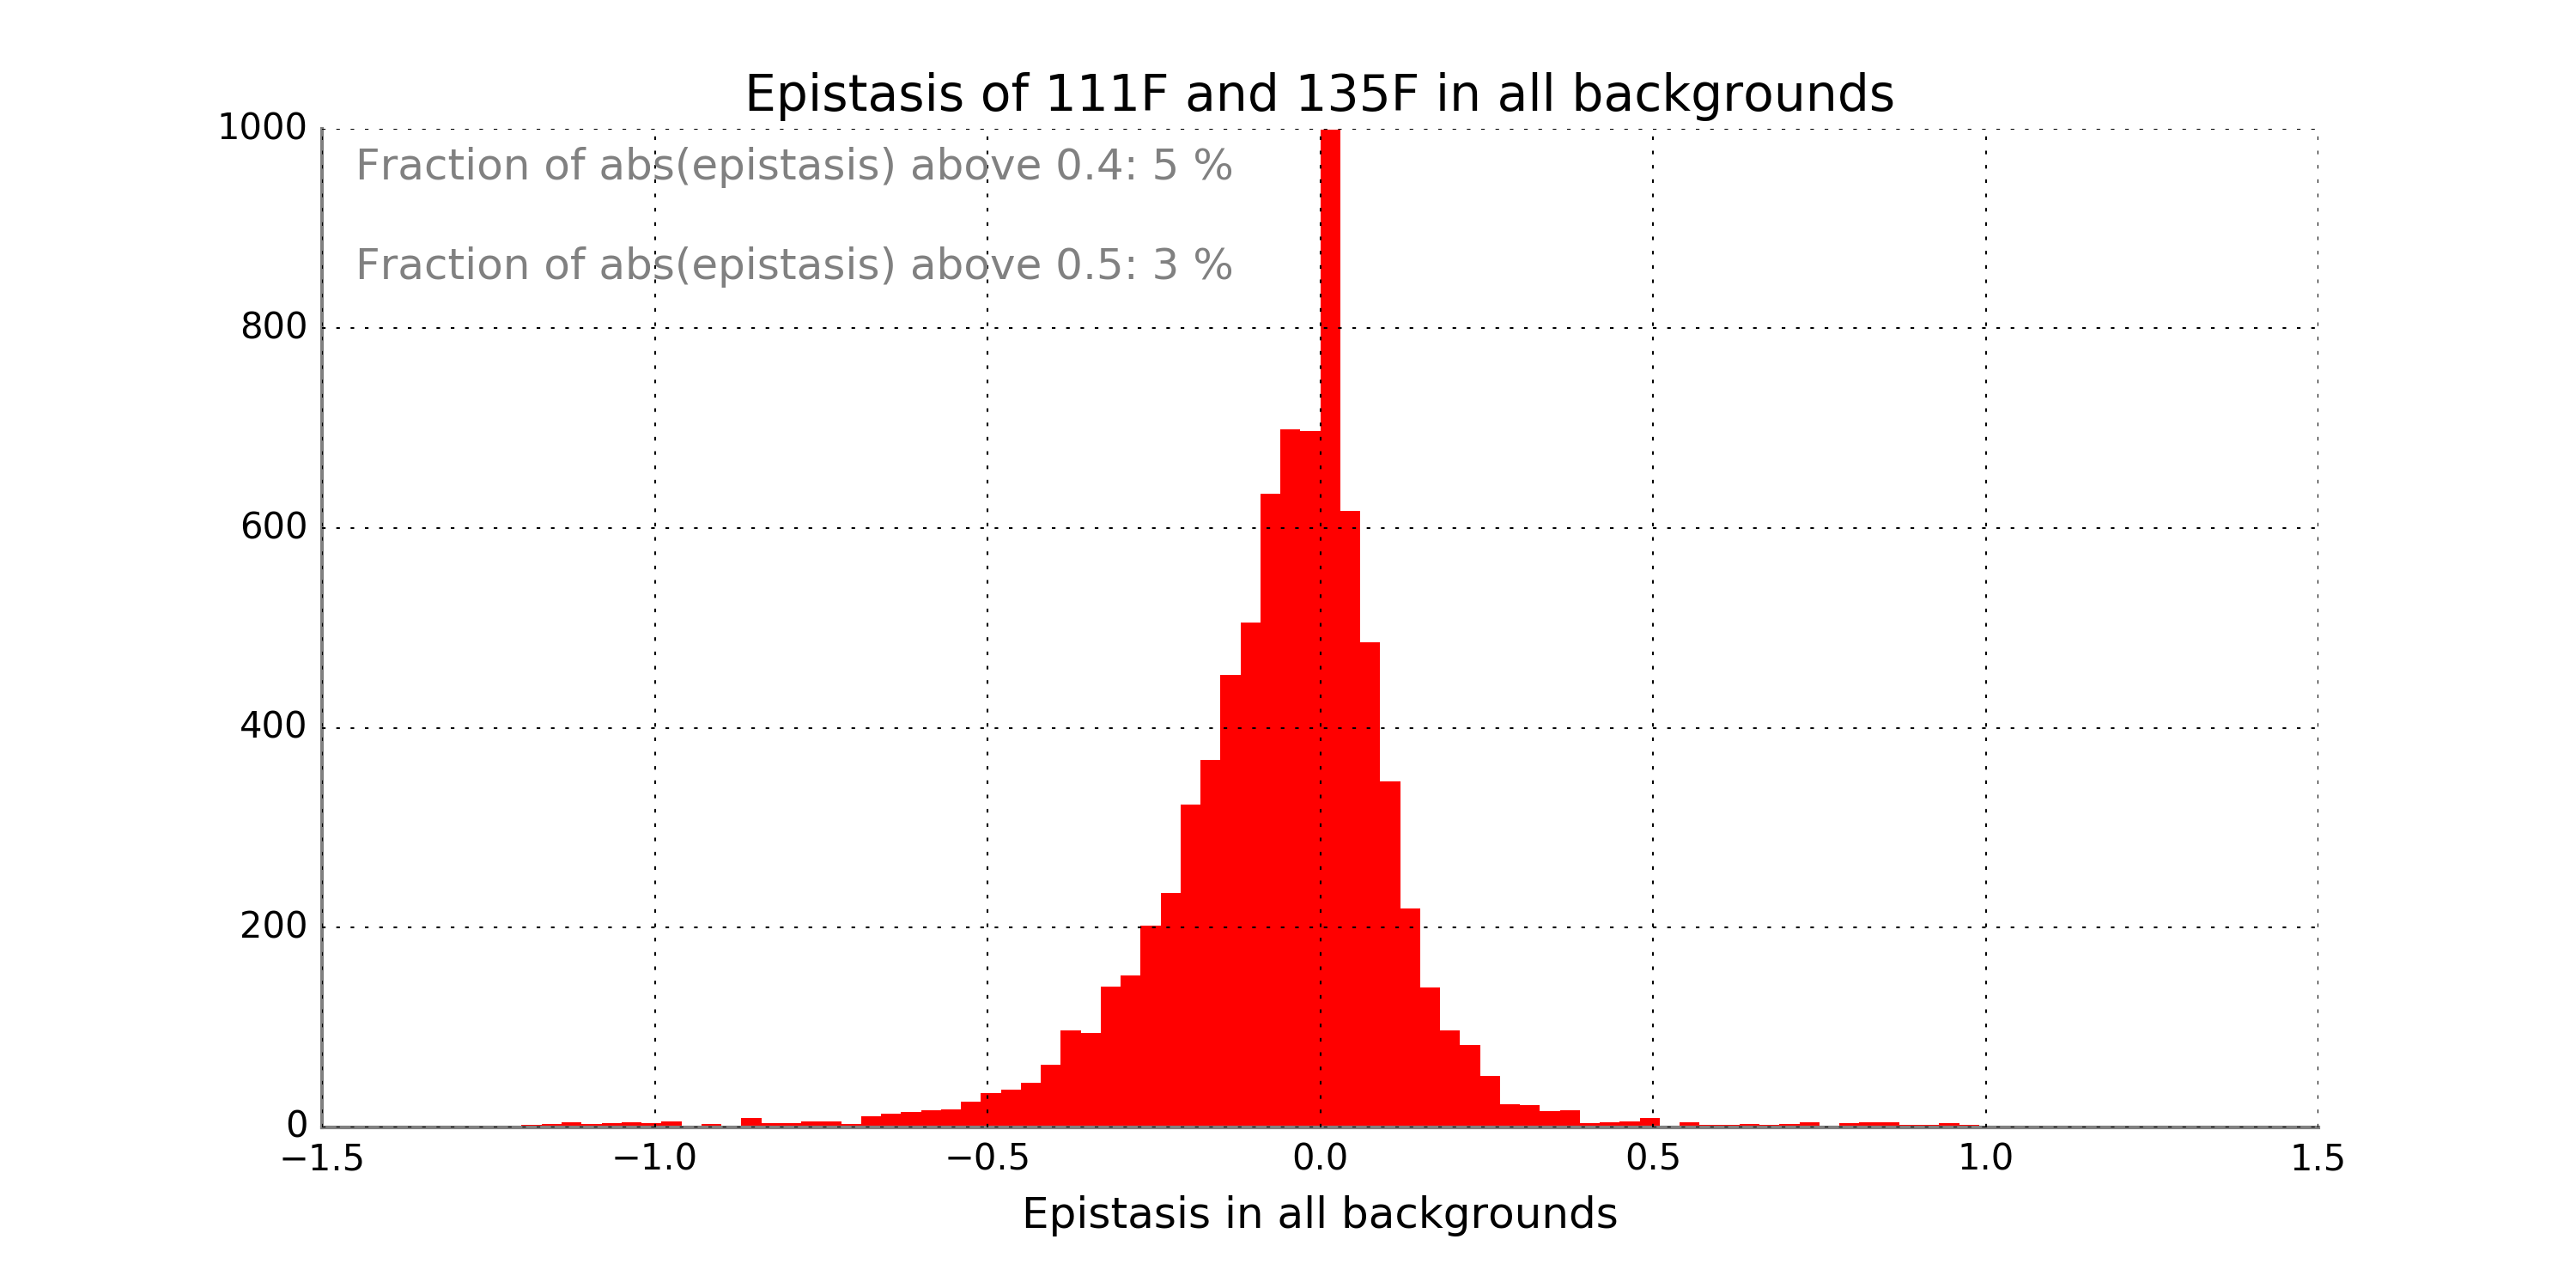 Epistasis of 111F and 135F in all backgrounds
1000
Fraction of abs(epistasis) above 0.4: 5 %
Fraction of abs(epistasis) above 0.5: 3 %
800
600
400
200
0
−1.5 −1.0 −0.5 0.0 0.5 1.0 1.5
Epistasis in all backgrounds